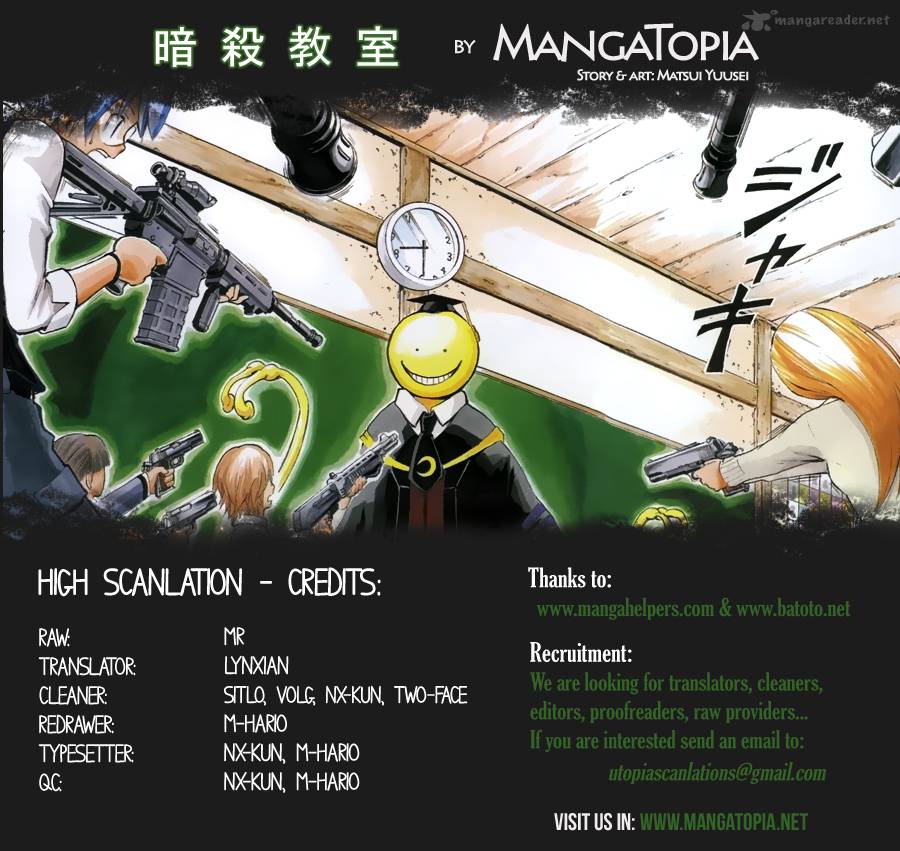 mangareader.net
暗殺教室 BY MANGATOPIA
STORY & ART: MATSUI YUUSEI
ジャキ
HIGH SCANLATION - CREDITS:
RAW: MR
TRANSLATOR: LYNXIAN
CLEANER: SITLO, VOLG, NX-KUN, TWO-FACE
REDRAWER: M-HARIO
TYPESETTER: NX-KUN, M-HARIO
QC: NX-KUN, M-HARIO
Thanks to:
www.mangahelpers.com & www.batoto.net
Recruitment:
We are looking for translators, cleaners,
editors, proofreaders, raw providers...
If you are interested send an email to:
utopiascanlations@gmail.com
VISIT US IN: WWW.MANGATOPIA.NET